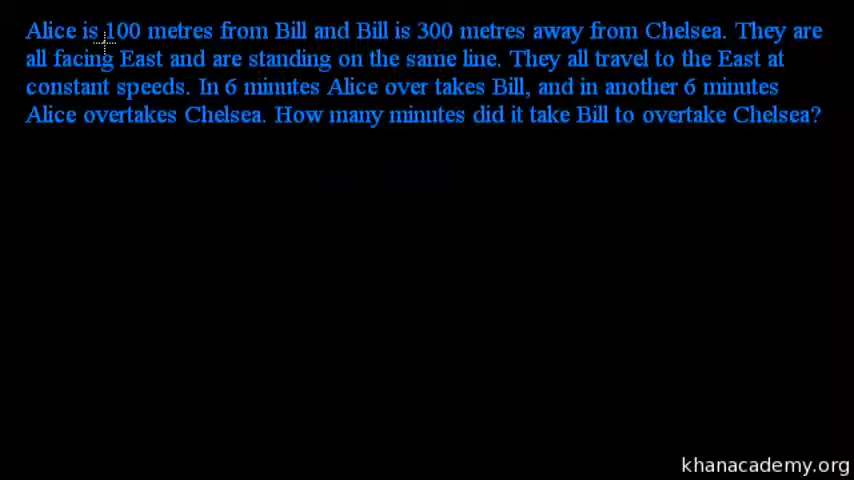 Alice is 100 metres from Bill and Bill is 300 metres away from Chelsea. They are
all facing East and are standing on the same line. They all travel to the East at
constant speeds. In 6 minutes Alice over takes Bill, and in another 6 minutes
Alice overtakes Chelsea. How many minutes did it take Bill to overtake Chelsea?
khanacademy.org